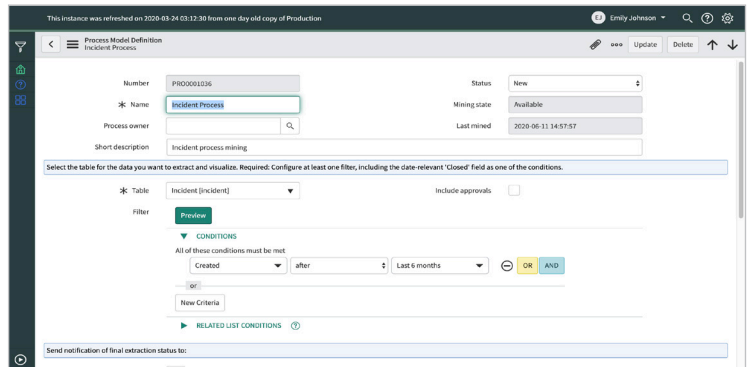 This instance was refreshed on 2020-03-24 03:12:30 from one day old copy of Production
EJ Emily Johnson
Process Model Definition
Incident Process
Update Delete
Number PRO0001036
Status New
Name Incident Process
Mining state Available
Process owner
Last mined 2020-06-11 14:57:57
Short description Incident process mining
Select the table for the data you want to extract and visualize. Required: Configure at least one filter, including the date-relevant 'Closed' field as one of the conditions.
Table Incident [incident]
Include approvals
Filter Preview
CONDITIONS
All of these conditions must be met
Created after Last 6 months OR AND
or
New Criteria
RELATED LIST CONDITIONS
Send notification of final extraction status to: